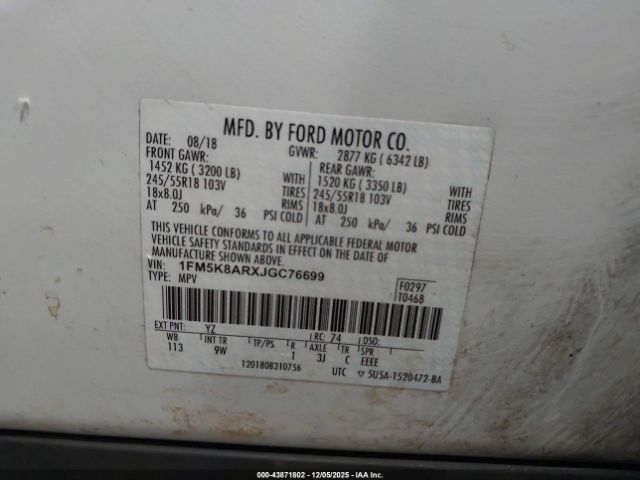 MFD. BY FORD MOTOR CO.
DATE: 08/18 GVWR: 2877 KG ( 6342 LB)
FRONT GAWR: REAR GAWR:
1452 KG ( 3200 LB) 1520 KG ( 3350 LB)
245/55R18 103V TIRES 245/55R18 103V TIRES
18x8.0J RIMS 18x8.0J RIMS
AT 250 kPa/ 36 PSI COLD AT 250 kPa/ 36 PSI COLD
THIS VEHICLE CONFORMS TO ALL APPLICABLE FEDERAL MOTOR
VEHICLE SAFETY STANDARDS IN EFFECT ON THE DATE OF
MANUFACTURE SHOWN ABOVE.
VIN: 1FM5K8ARXJGC76699
TYPE: MPV
F0297
T0468
EXT PNT: YZ RC: 74 DSO:
WB INT TR TP/PS R AXLE TR SPR
113 9W 1 3J C EEEE
1201808310756 UTC 5U5A-1520472-BA
000-43871802 - 12/05/2025 - IAAI.COM